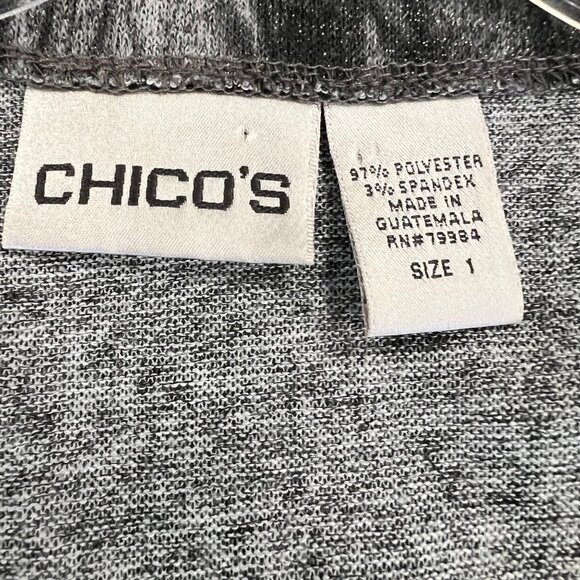 CHICO'S
97% POLYESTER
3% SPANDEX
MADE IN
GUATEMALA
RN#79984
SIZE 1